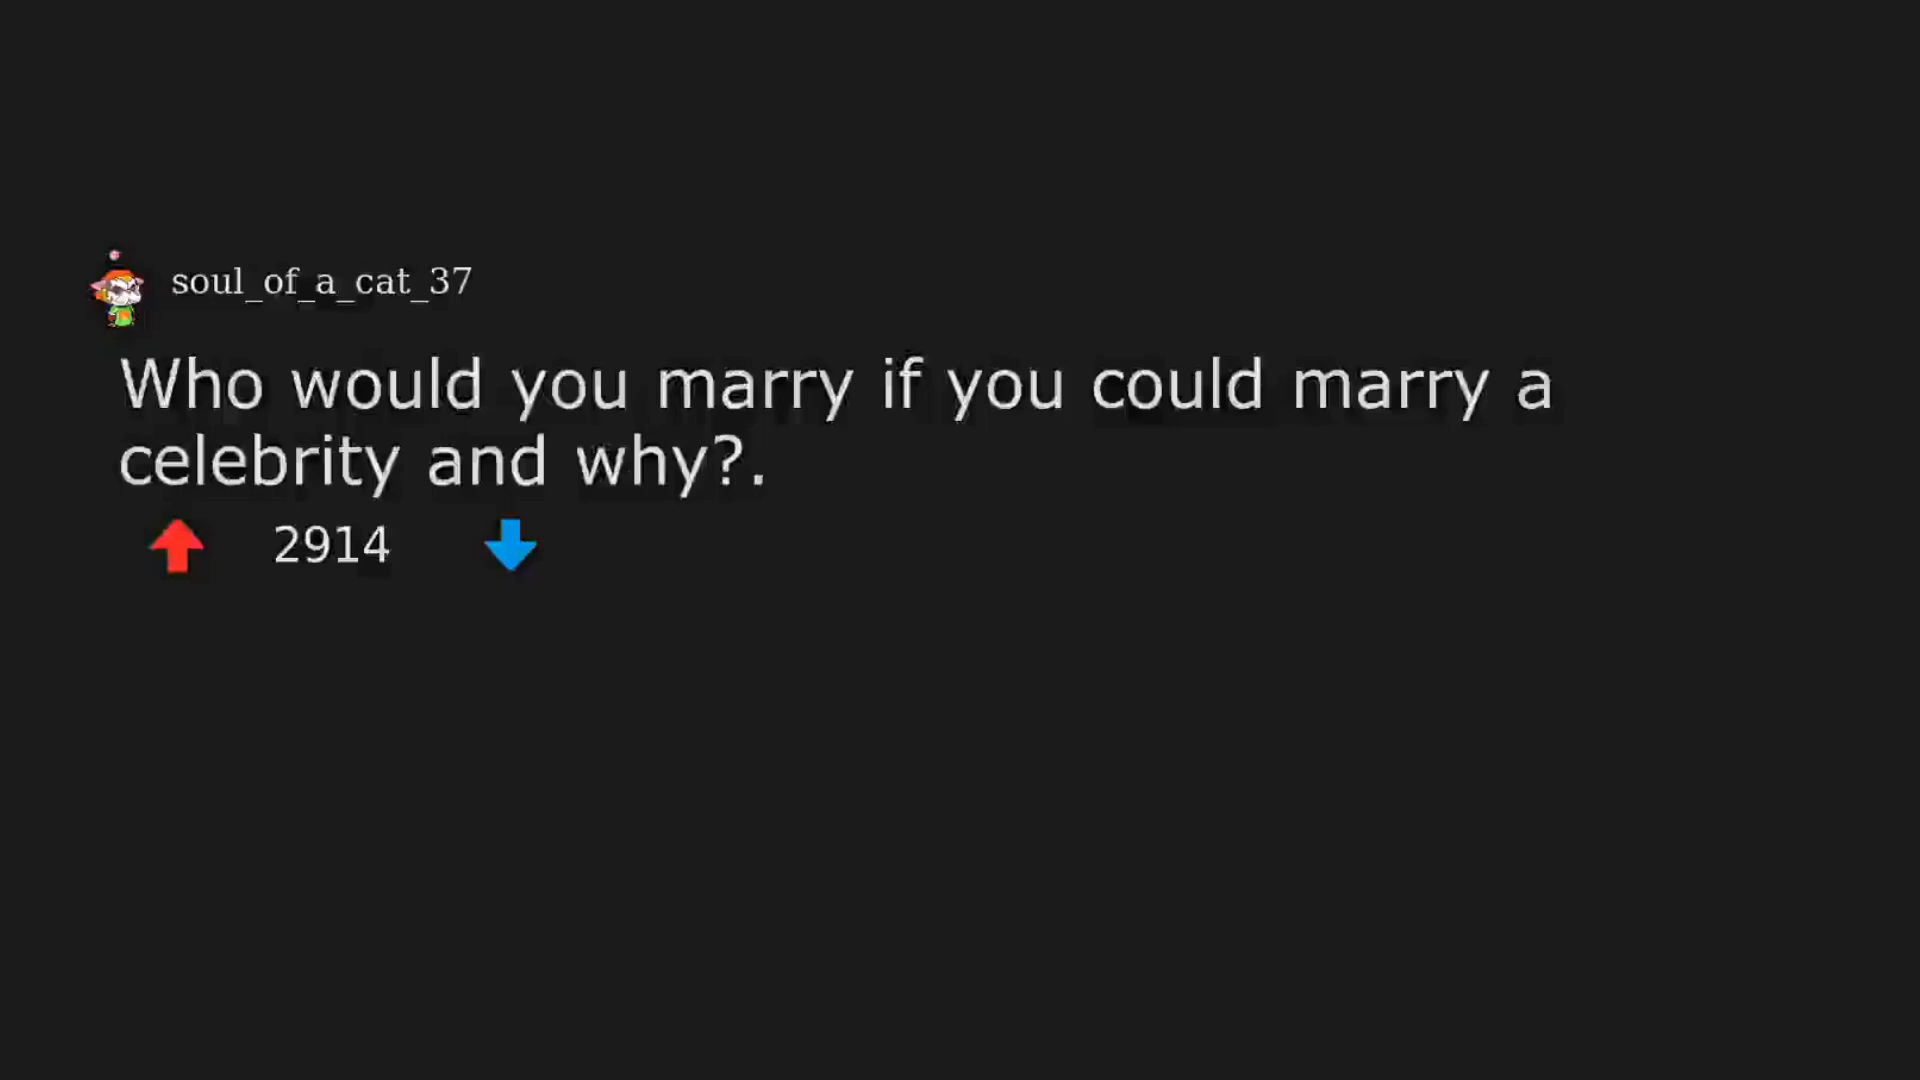 soul_of_a_cat_37
Who would you marry if you could marry a
celebrity and why?.
2914